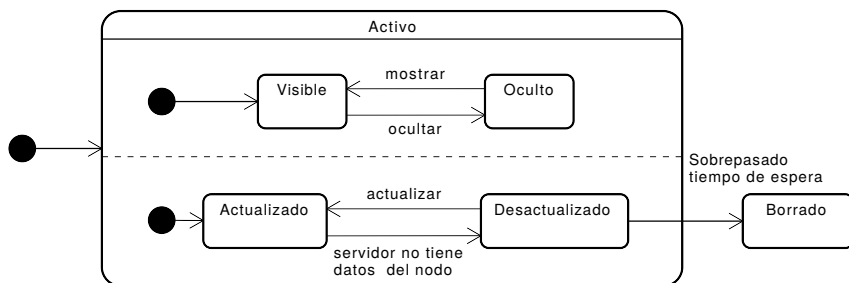 Activo
mostrar
Visible
Oculto
ocultar
Sobrepasado
tiempo de espera
actualizar
Actualizado
Desactualizado
Borrado
servidor no tiene
datos del nodo